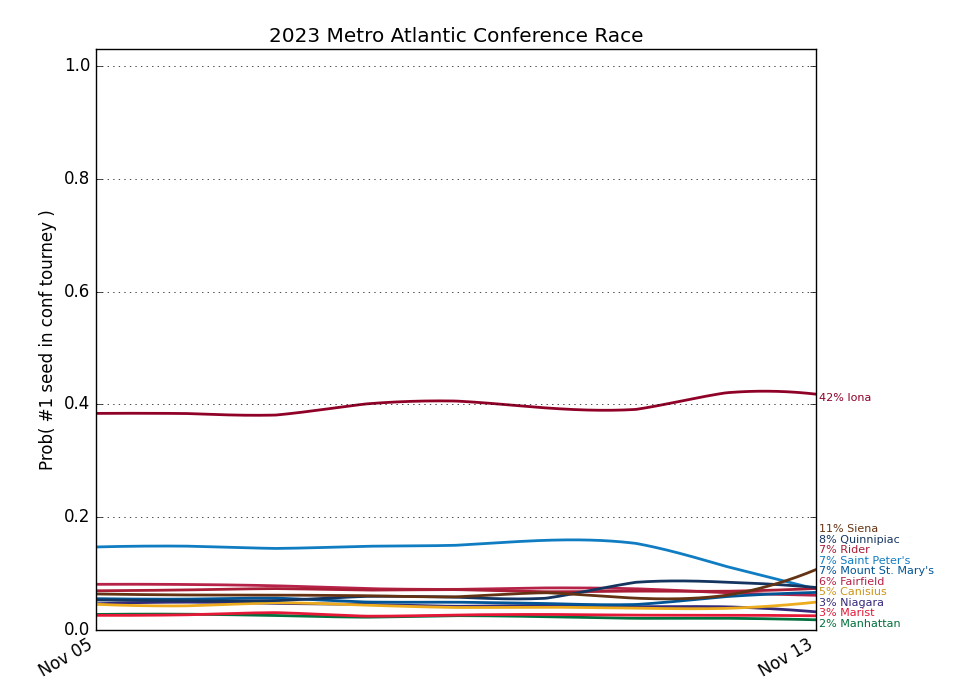 2023 Metro Atlantic Conference Race
Prob( #1 seed in conf tourney )
1.0
0.8
0.6
0.4
0.2
0.0
Nov 05
Nov 13
42% Iona
11% Siena
8% Quinnipiac
7% Rider
7% Saint Peter's
7% Mount St. Mary's
6% Fairfield
5% Canisius
3% Niagara
3% Marist
2% Manhattan